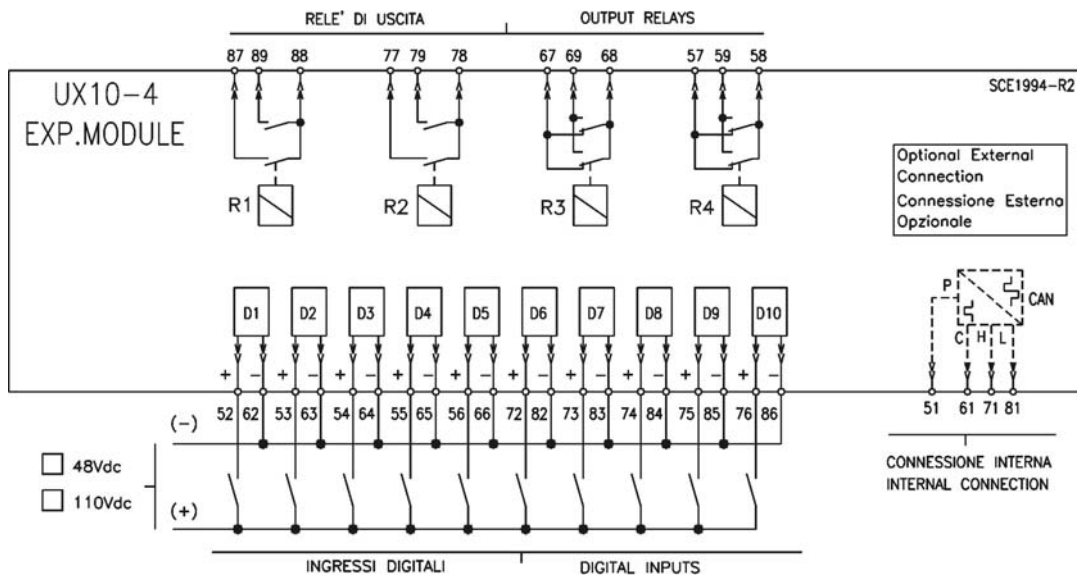 RELE' DI USCITA OUTPUT RELAYS
87 89 88 77 79 78 67 69 68 57 59 58
UX10-4
EXP.MODULE
SCE1994-R2
Optional External
Connection
Connessione Esterna
Opzionale
R1 R2 R3 R4
D1 D2 D3 D4 D5 D6 D7 D8 D9 D10
P CAN
C H L
+ - + - + - + - + - + - + - + - + - + -
52 62 53 63 54 64 55 65 56 66 72 82 73 83 74 84 75 85 76 86
51 61 71 81
(-)
48Vdc
110Vdc
(+)
CONNESSIONE INTERNA
INTERNAL CONNECTION
INGRESSI DIGITALI DIGITAL INPUTS